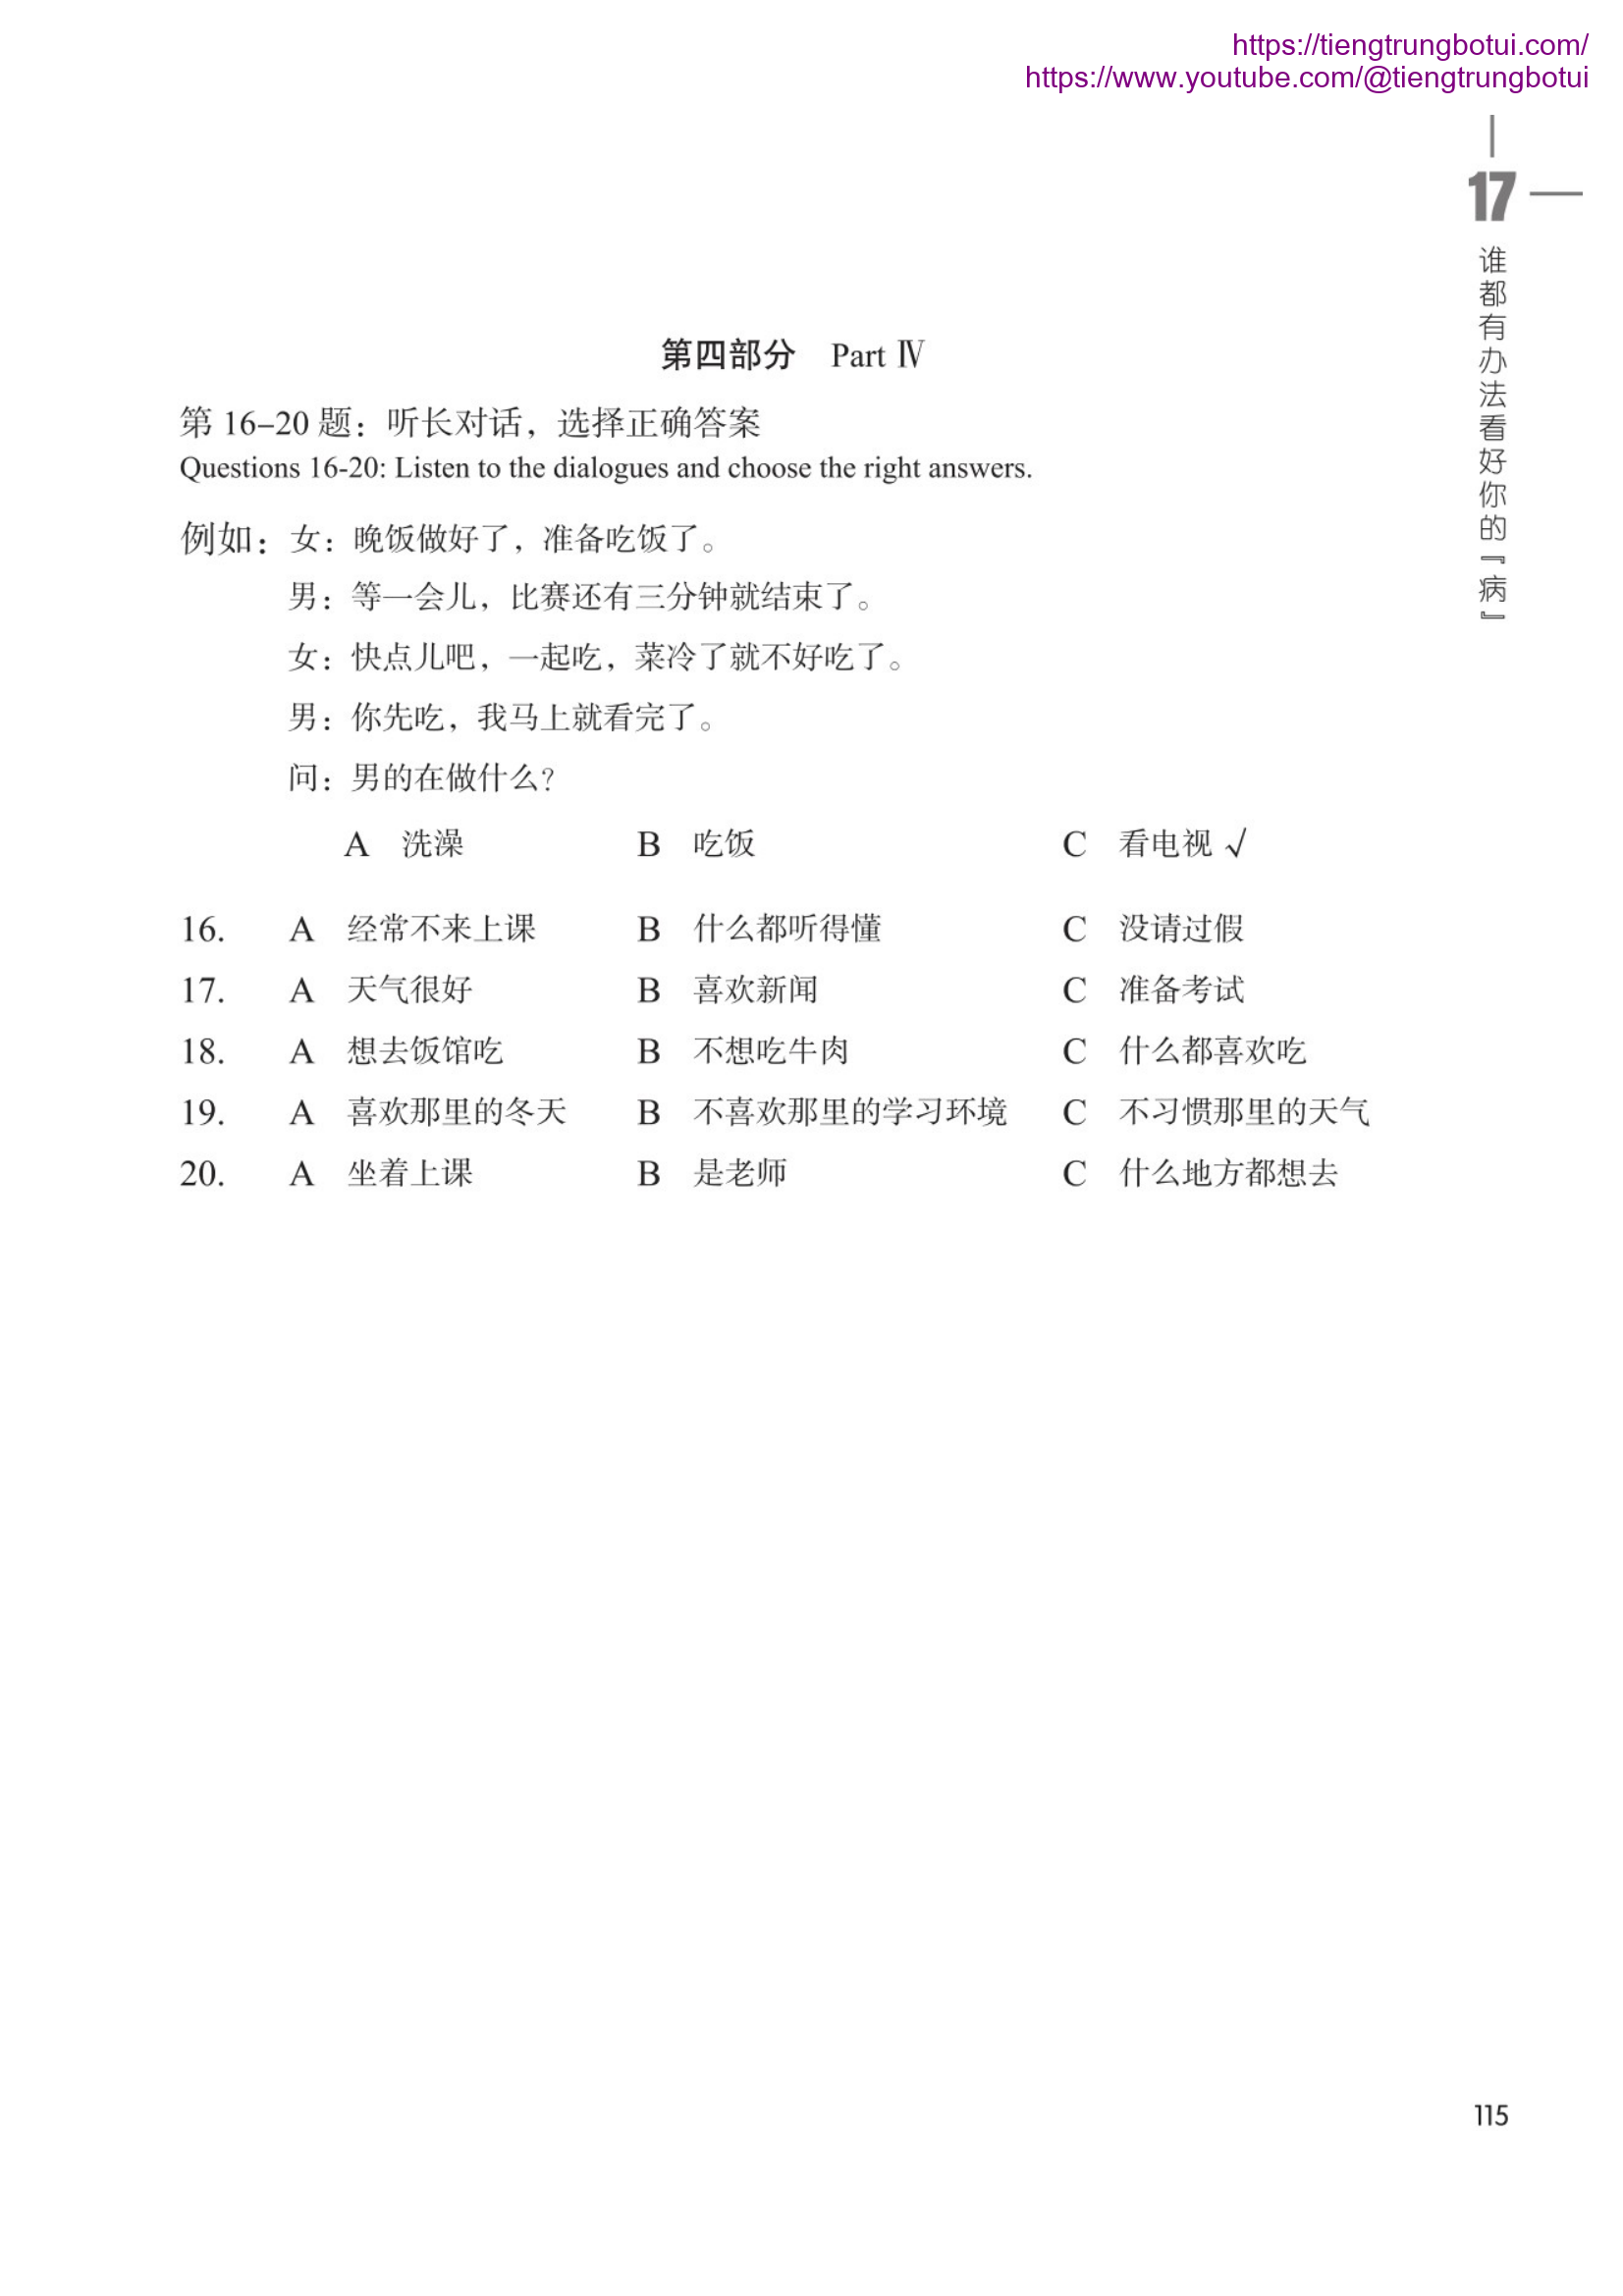 https://tiengtrungbotui.com/
https://www.youtube.com/@tiengtrungbotui
17
谁都有办法看好你的『病』
第四部分 Part Ⅳ
第 16–20 题：听长对话，选择正确答案
Questions 16-20: Listen to the dialogues and choose the right answers.
例如：女：晚饭做好了，准备吃饭了。
男：等一会儿，比赛还有三分钟就结束了。
女：快点儿吧，一起吃，菜冷了就不好吃了。
男：你先吃，我马上就看完了。
问：男的在做什么？
A 洗澡 B 吃饭 C 看电视 √
16. A 经常不来上课 B 什么都听得懂 C 没请过假
17. A 天气很好 B 喜欢新闻 C 准备考试
18. A 想去饭馆吃 B 不想吃牛肉 C 什么都喜欢吃
19. A 喜欢那里的冬天 B 不喜欢那里的学习环境 C 不习惯那里的天气
20. A 坐着上课 B 是老师 C 什么地方都想去
115